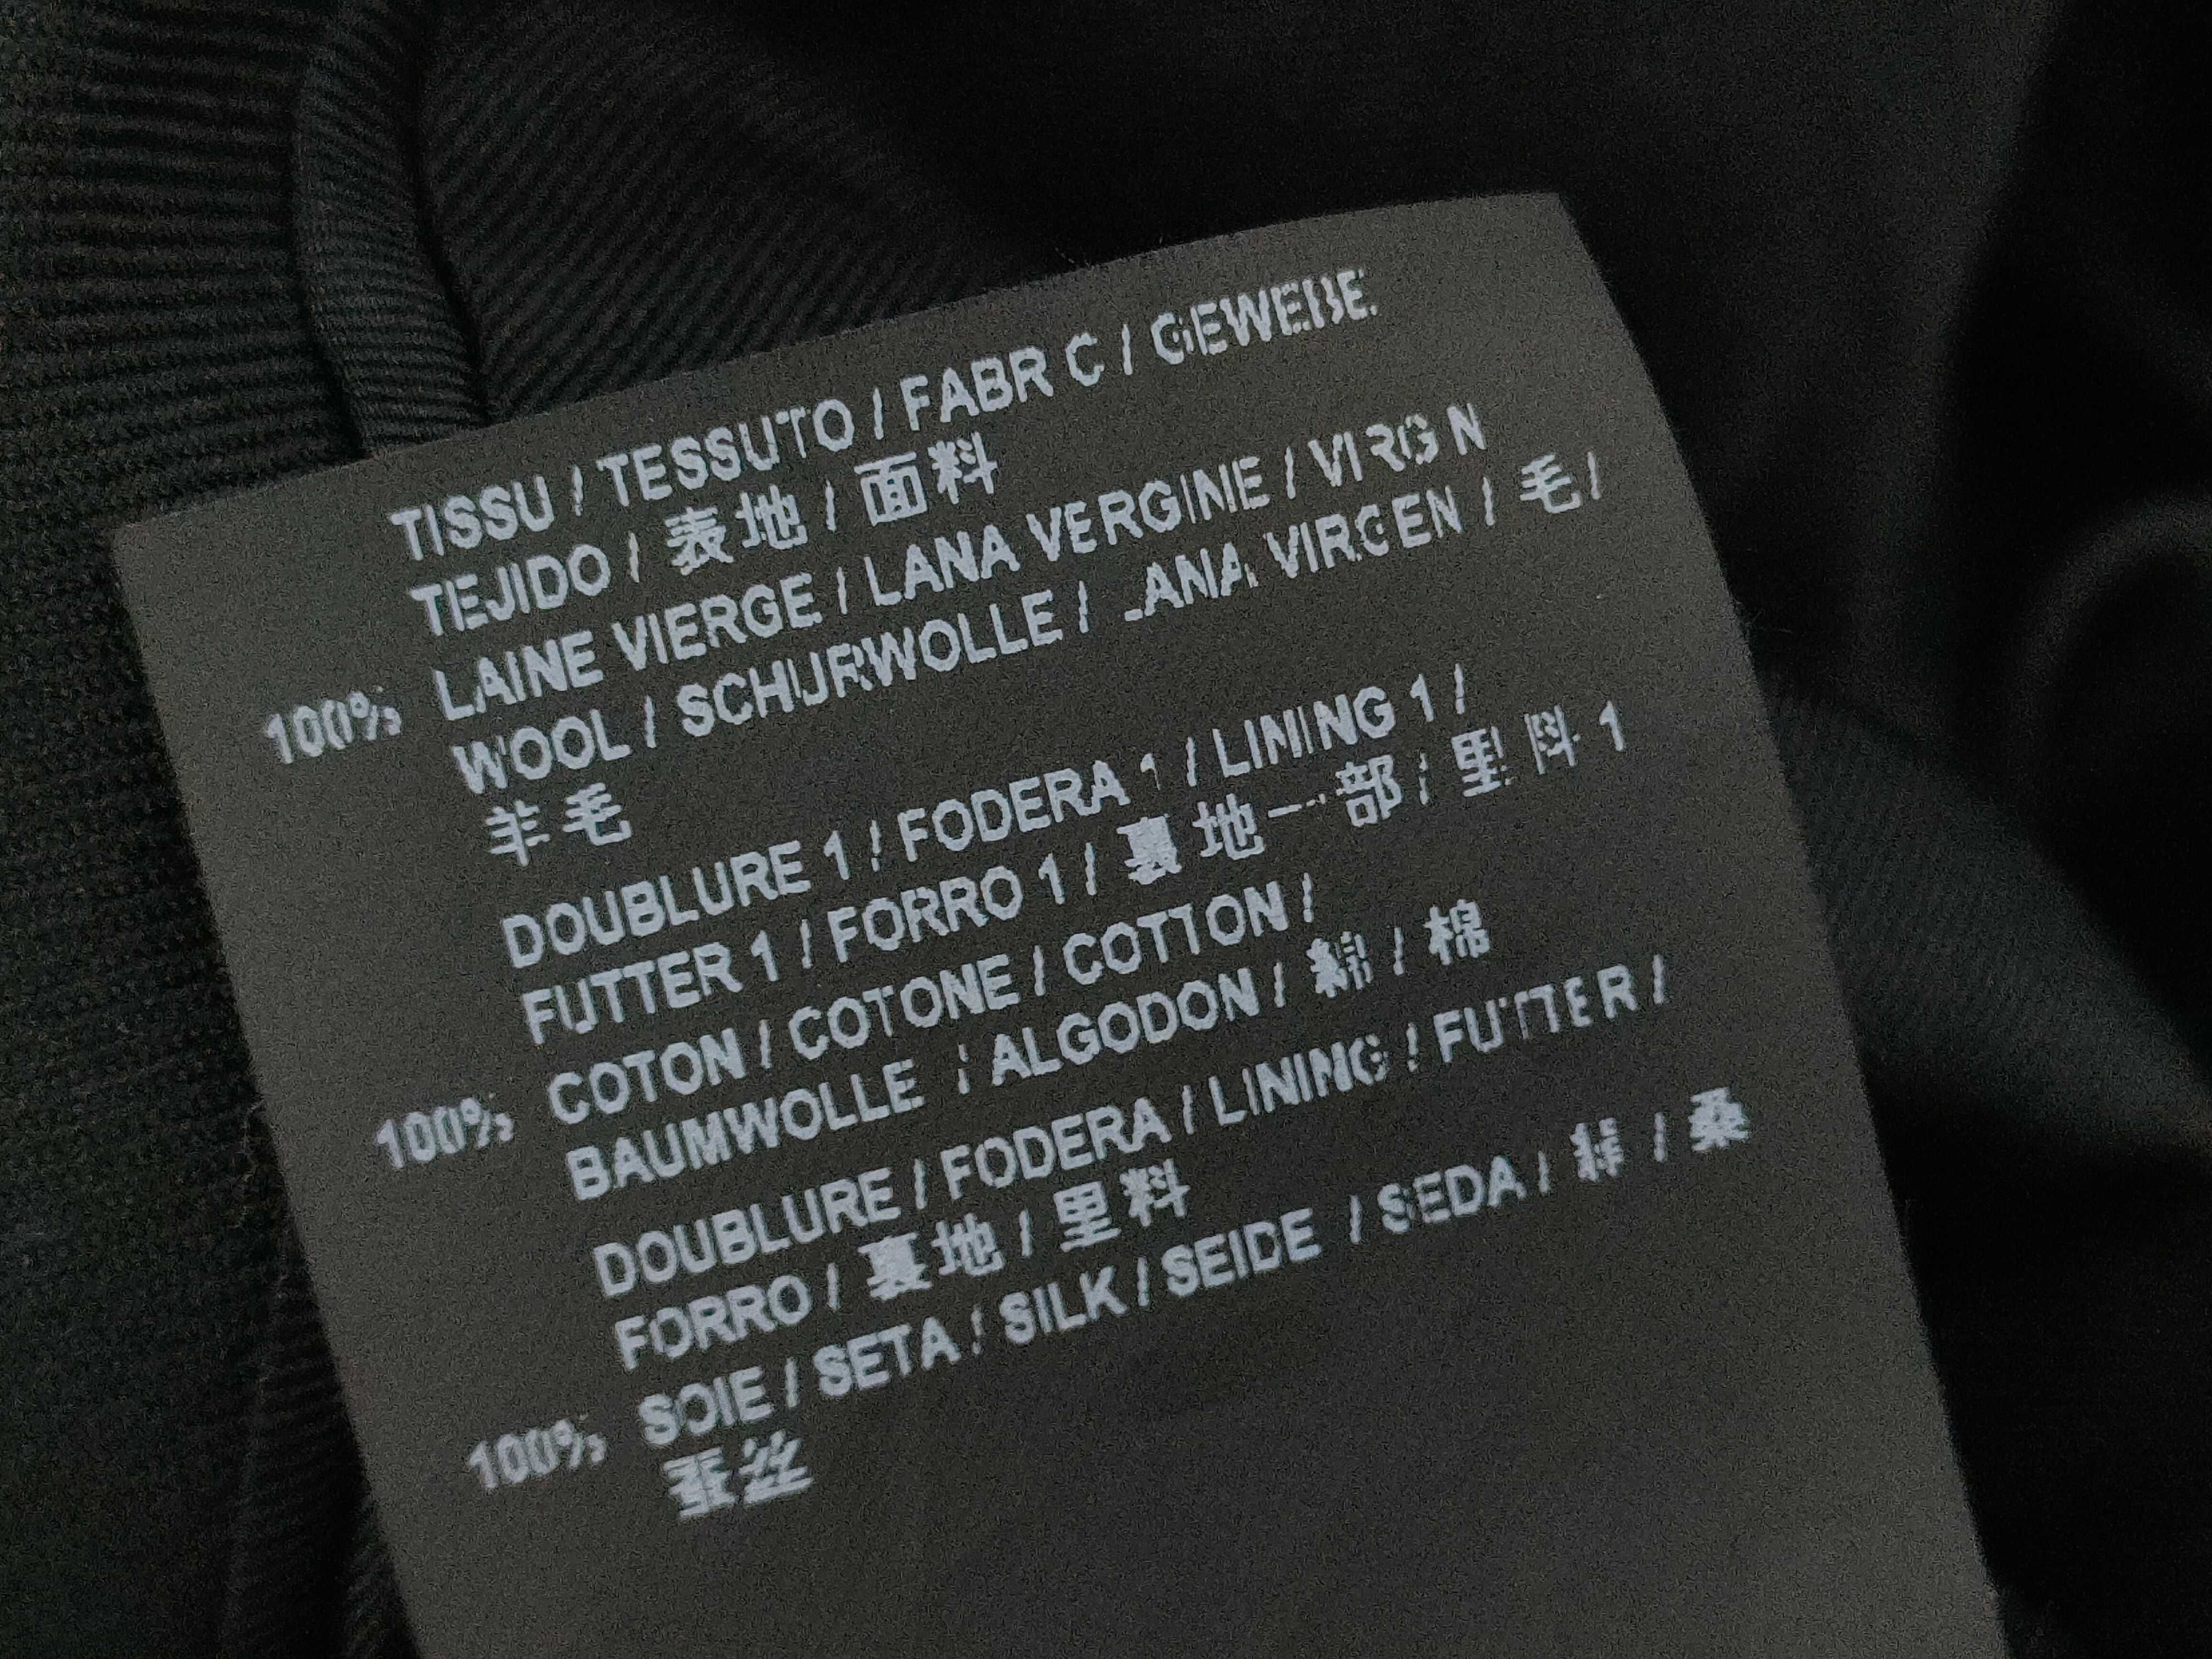 TISSU / TESSUTO / FABRIC / GEWEBE
TEJIDO / 表地 / 面料
100% LAINE VIERGE / LANA VERGINE / VIRGIN
WOOL / SCHURWOLLE / LANA VIRGEN / 毛 /
羊毛
DOUBLURE 1 / FODERA 1 / LINING 1 /
FUTTER 1 / FORRO 1 / 裏地一部 / 里料 1
100% COTON / COTONE / COTTON /
BAUMWOLLE / ALGODON / 綿 / 棉
DOUBLURE / FODERA / LINING / FUTTER /
FORRO / 裏地 / 里料
100% SOIE / SETA / SILK / SEIDE / SEDA / 絹 / 桑
蚕丝